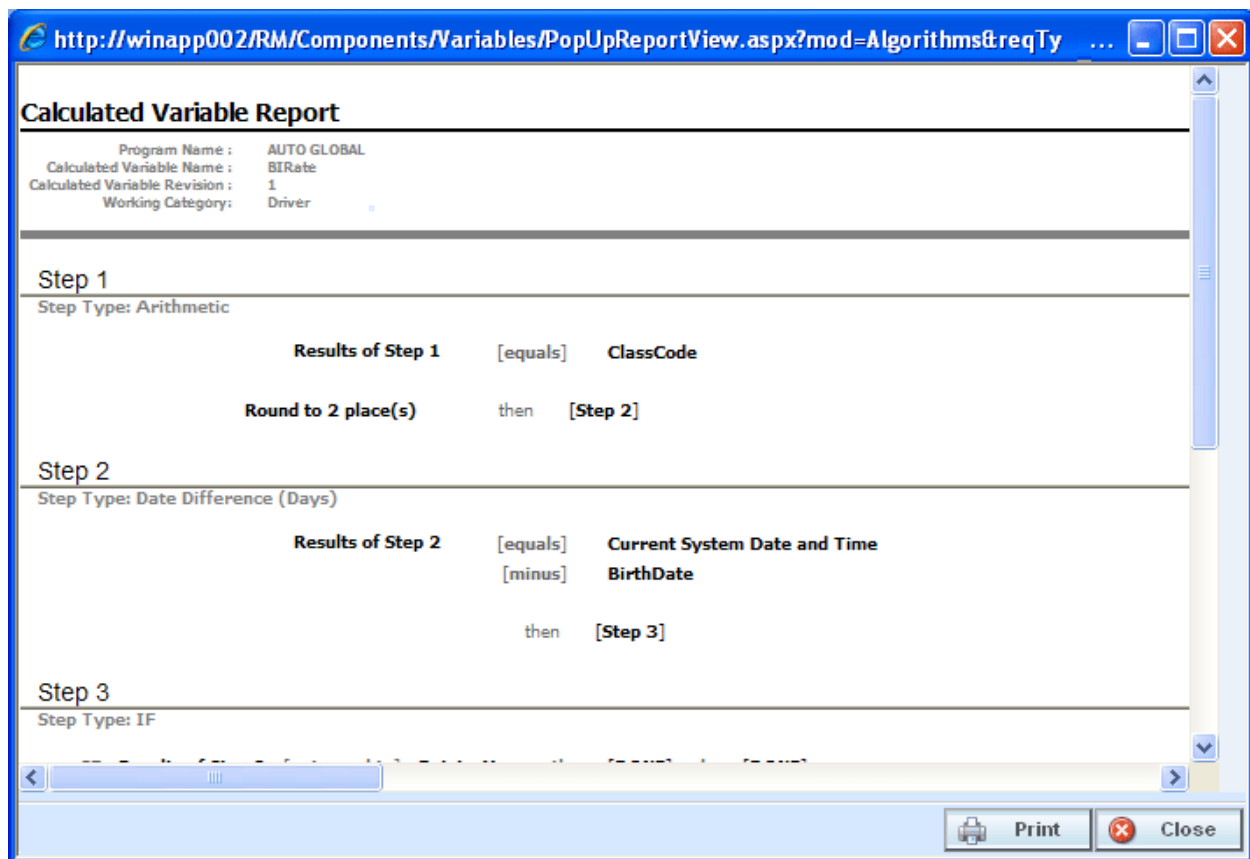 http://winapp002/RM/Components/Variables/PopUpReportView.aspx?mod=Algorithms&reqTy ...
Calculated Variable Report
Program Name : AUTO GLOBAL
Calculated Variable Name : BIRate
Calculated Variable Revision : 1
Working Category: Driver
Step 1
Step Type: Arithmetic
Results of Step 1 [equals] ClassCode
Round to 2 place(s) then [Step 2]
Step 2
Step Type: Date Difference (Days)
Results of Step 2 [equals] Current System Date and Time
[minus] BirthDate
then [Step 3]
Step 3
Step Type: IF
Print Close